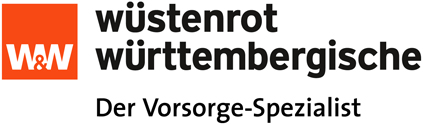 W&W
wüstenrot
württembergische
Der Vorsorge-Spezialist